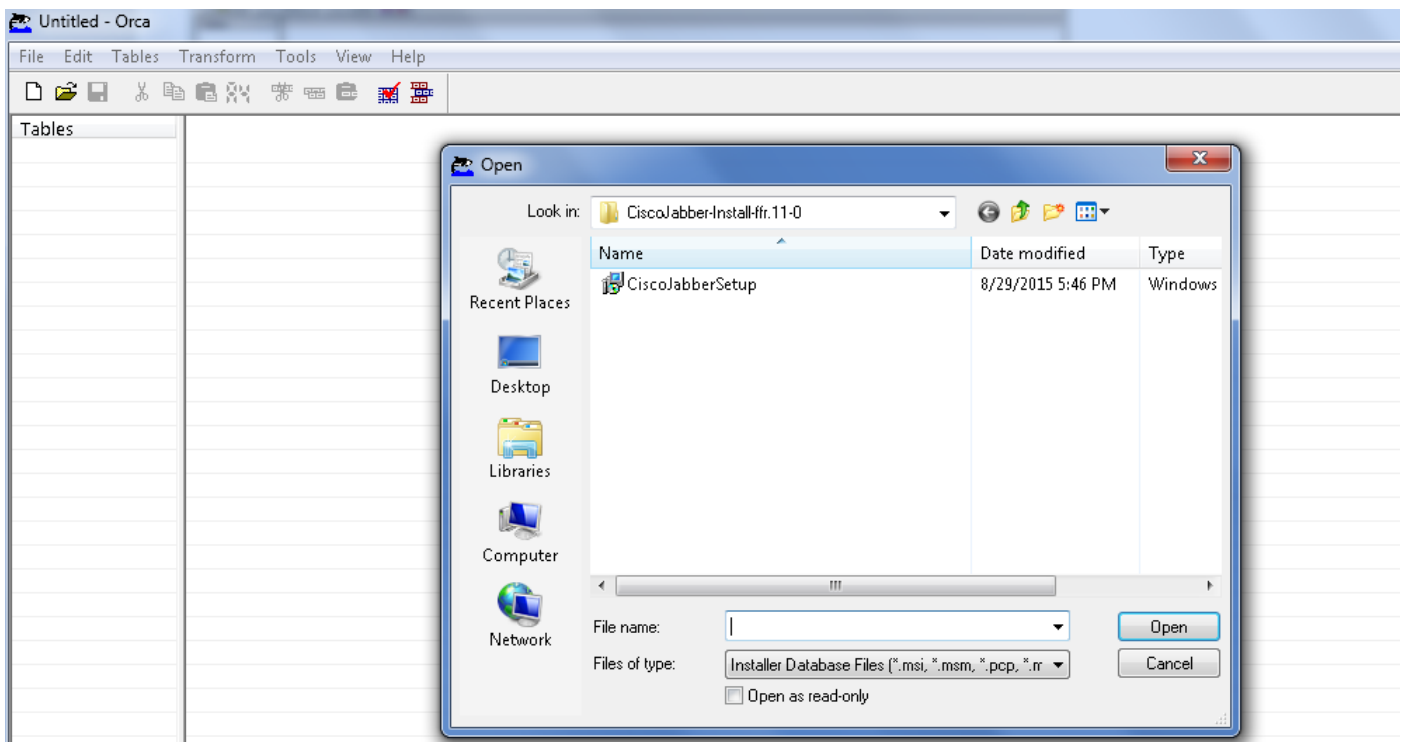 Untitled - Orca
File Edit Tables Transform Tools View Help
Tables
Open
Look in: CiscoJabber-Install-ffr.11-0
Name Date modified Type
CiscoJabberSetup 8/29/2015 5:46 PM Windows
Recent Places
Desktop
Libraries
Computer
Network
File name: Open
Files of type: Installer Database Files (*.msi, *.msm, *.pcp, *.m Cancel
Open as read-only